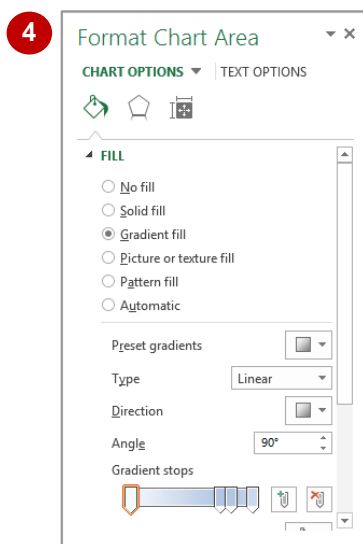 4
Format Chart Area
CHART OPTIONS TEXT OPTIONS
FILL
No fill
Solid fill
Gradient fill
Picture or texture fill
Pattern fill
Automatic
Preset gradients
Type Linear
Direction
Angle 90°
Gradient stops